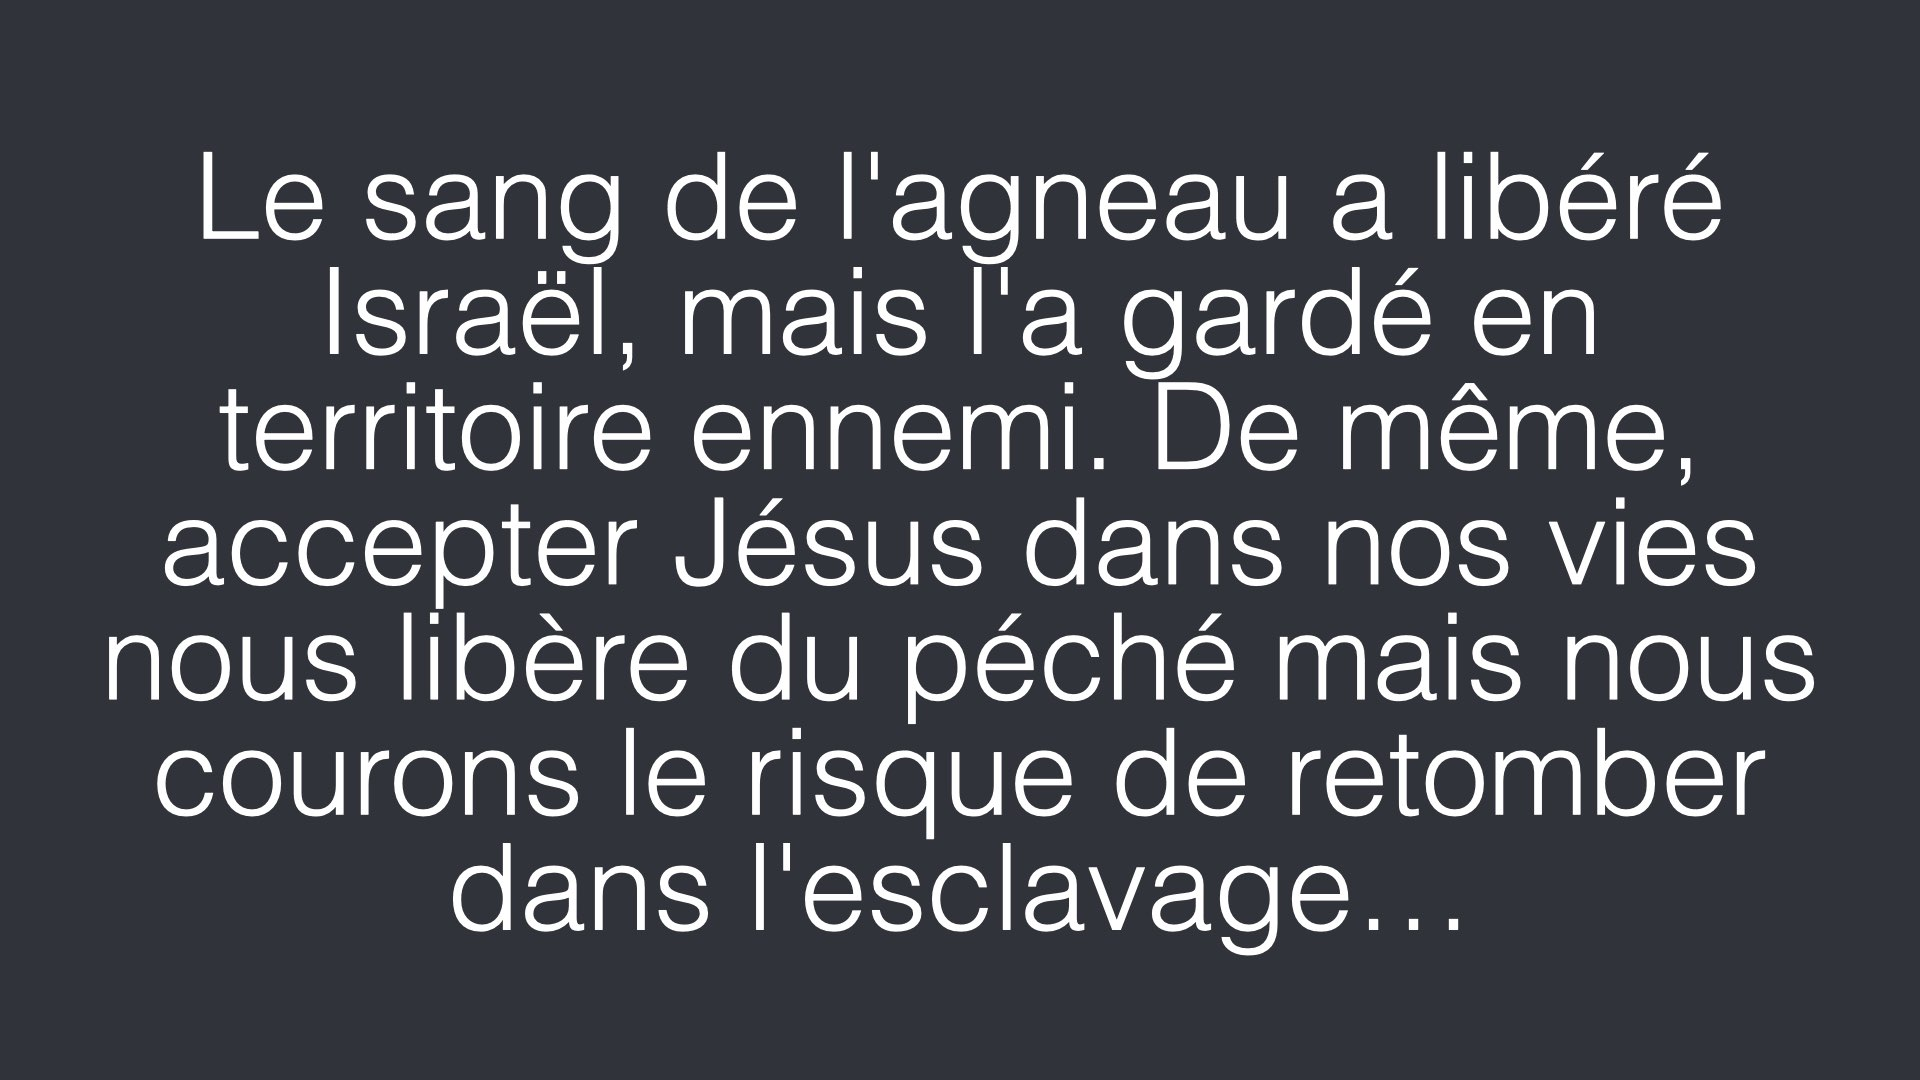 Le sang de l'agneau a libéré
Israël, mais l'a gardé en
territoire ennemi. De même,
accepter Jésus dans nos vies
nous libère du péché mais nous
courons le risque de retomber
dans l'esclavage…